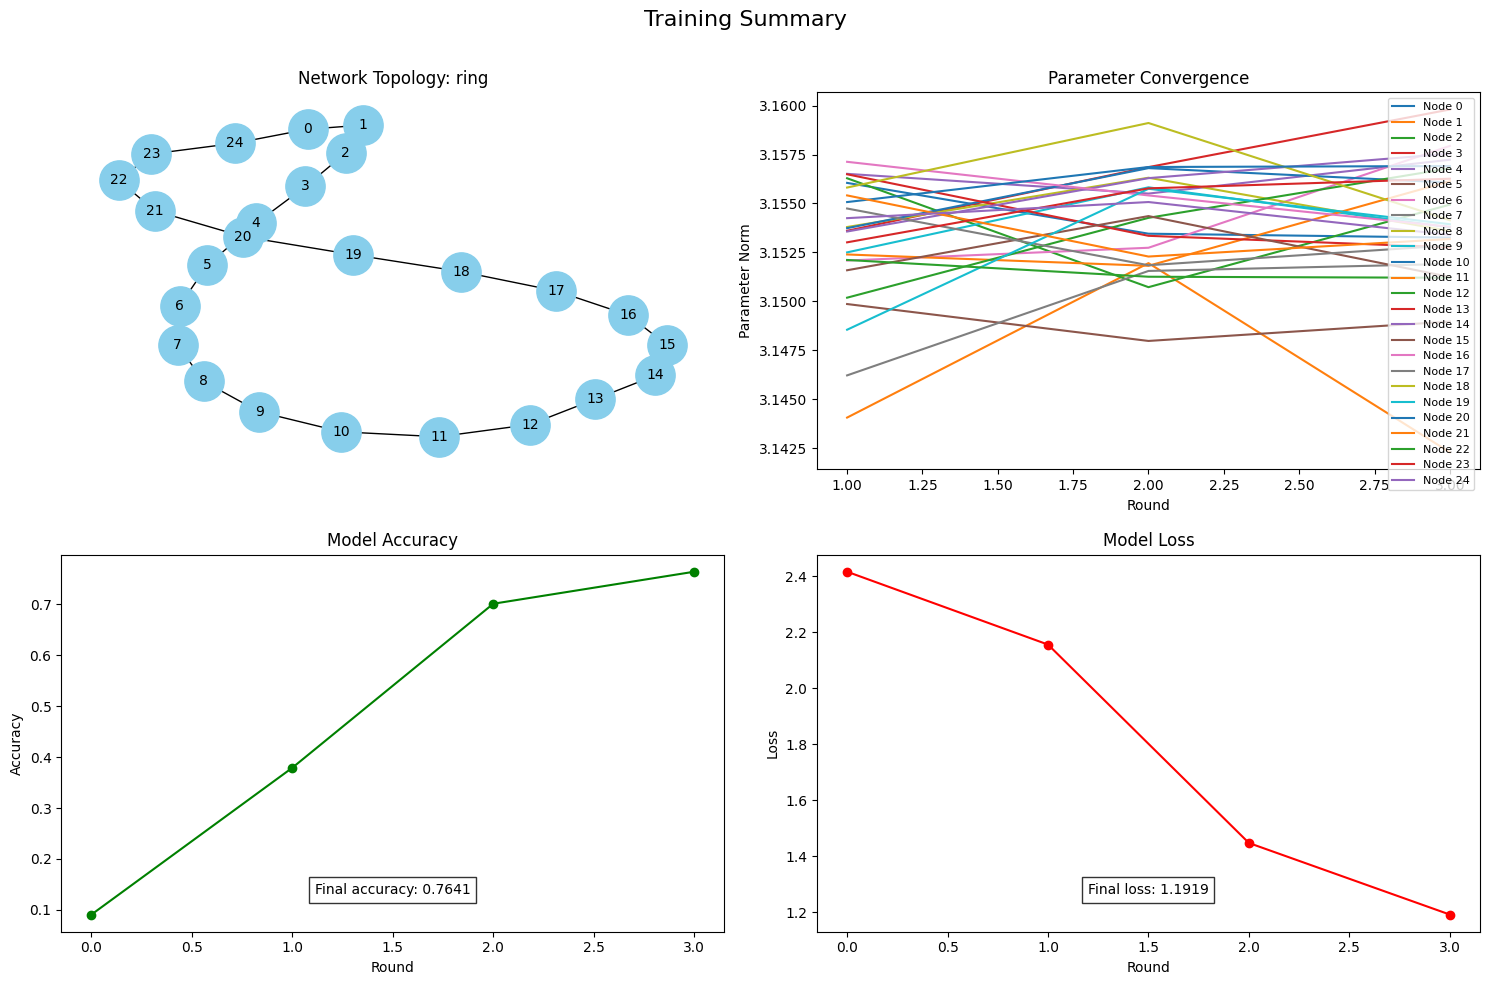 Training Summary
Network Topology: ring
0
1
2
3
4
5
6
7
8
9
10
11
12
13
14
15
16
17
18
19
20
21
22
23
24
Parameter Convergence
Parameter Norm
3.1600
3.1575
3.1550
3.1525
3.1500
3.1475
3.1450
3.1425
1.00 1.25 1.50 1.75 2.00 2.25 2.50 2.75 3.00
Round
Node 0
Node 1
Node 2
Node 3
Node 4
Node 5
Node 6
Node 7
Node 8
Node 9
Node 10
Node 11
Node 12
Node 13
Node 14
Node 15
Node 16
Node 17
Node 18
Node 19
Node 20
Node 21
Node 22
Node 23
Node 24
Model Accuracy
Accuracy
0.7
0.6
0.5
0.4
0.3
0.2
0.1
Final accuracy: 0.7641
0.0 0.5 1.0 1.5 2.0 2.5 3.0
Round
Model Loss
Loss
2.4
2.2
2.0
1.8
1.6
1.4
1.2
Final loss: 1.1919
0.0 0.5 1.0 1.5 2.0 2.5 3.0
Round